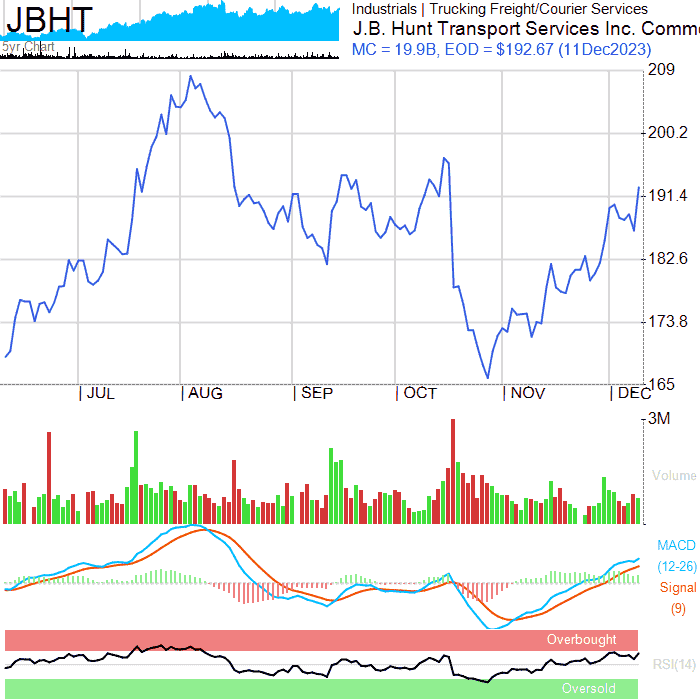 JBHT
5yr Chart
Industrials | Trucking Freight/Courier Services
J.B. Hunt Transport Services Inc. Comm
MC = 19.9B, EOD = $192.67 (11Dec2023)
209
200.2
191.4
182.6
173.8
165
JUL AUG SEP OCT NOV DEC
3M
Volume
MACD
(12-26)
Signal
(9)
Overbought
RSI(14)
Oversold